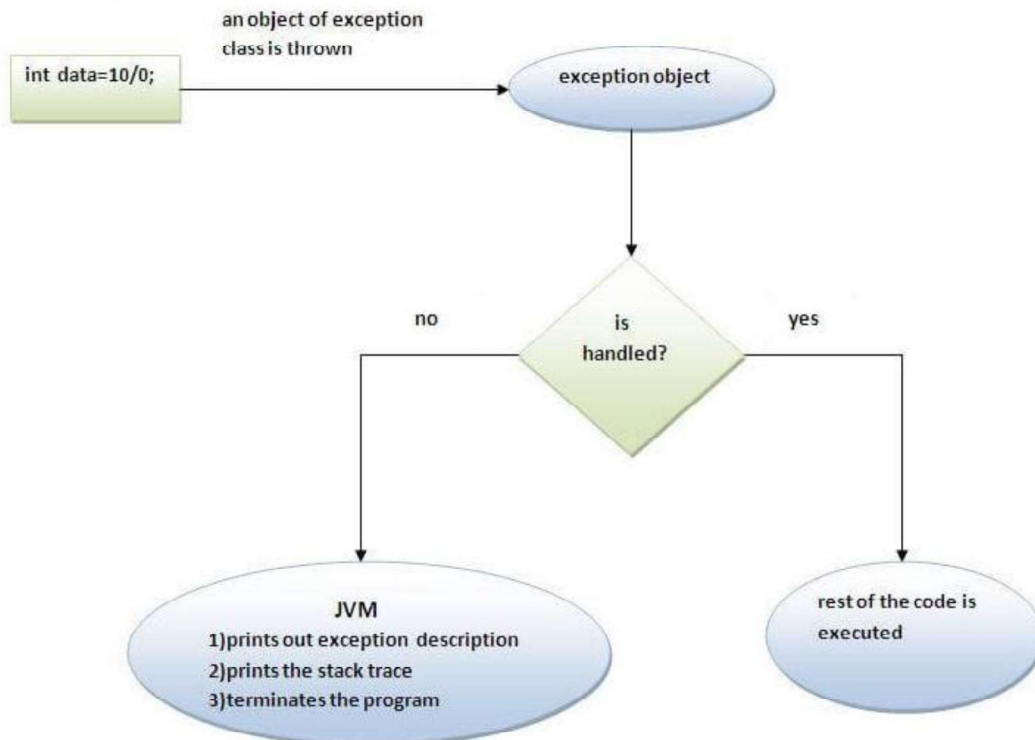 an object of exception
class is thrown
int data=10/0;
exception object
no
is
handled?
yes
JVM
1)prints out exception description
2)prints the stack trace
3)terminates the program
rest of the code is
executed